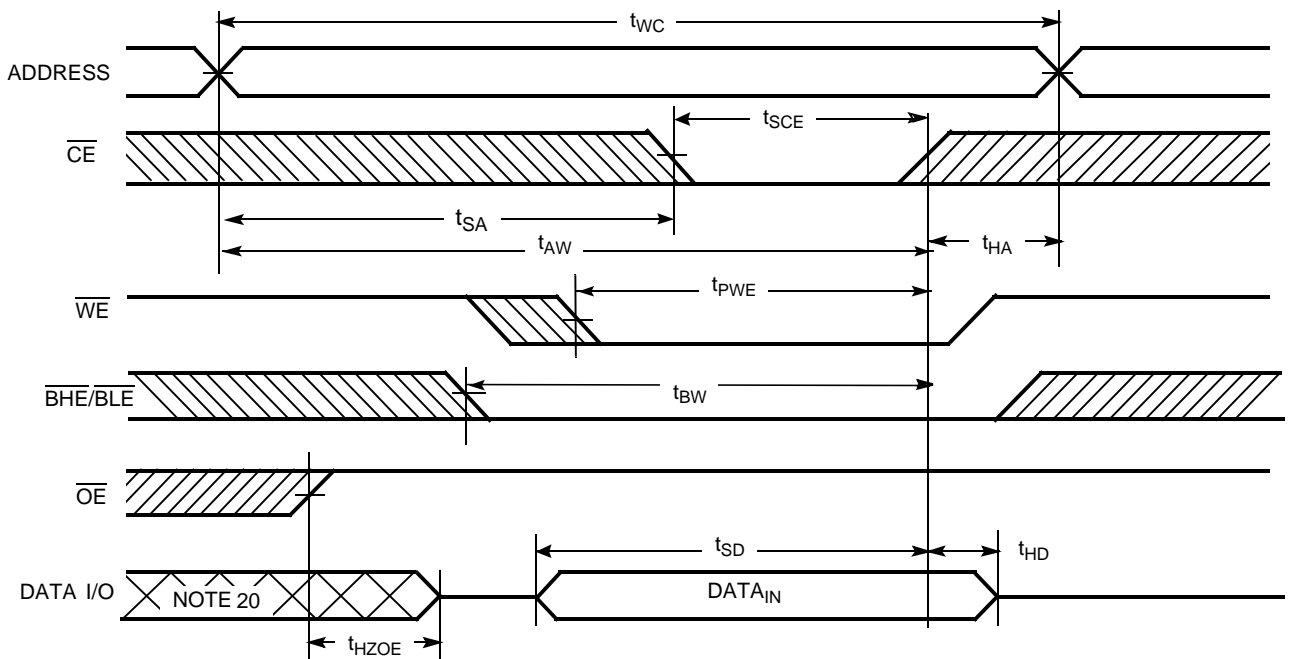 tWC
ADDRESS
tSCE
CE
tSA
tAW
tHA
tPWE
WE
tBW
BHE/BLE
OE
tSD
tHD
DATA I/O
NOTE 20
DATAIN
tHZOE